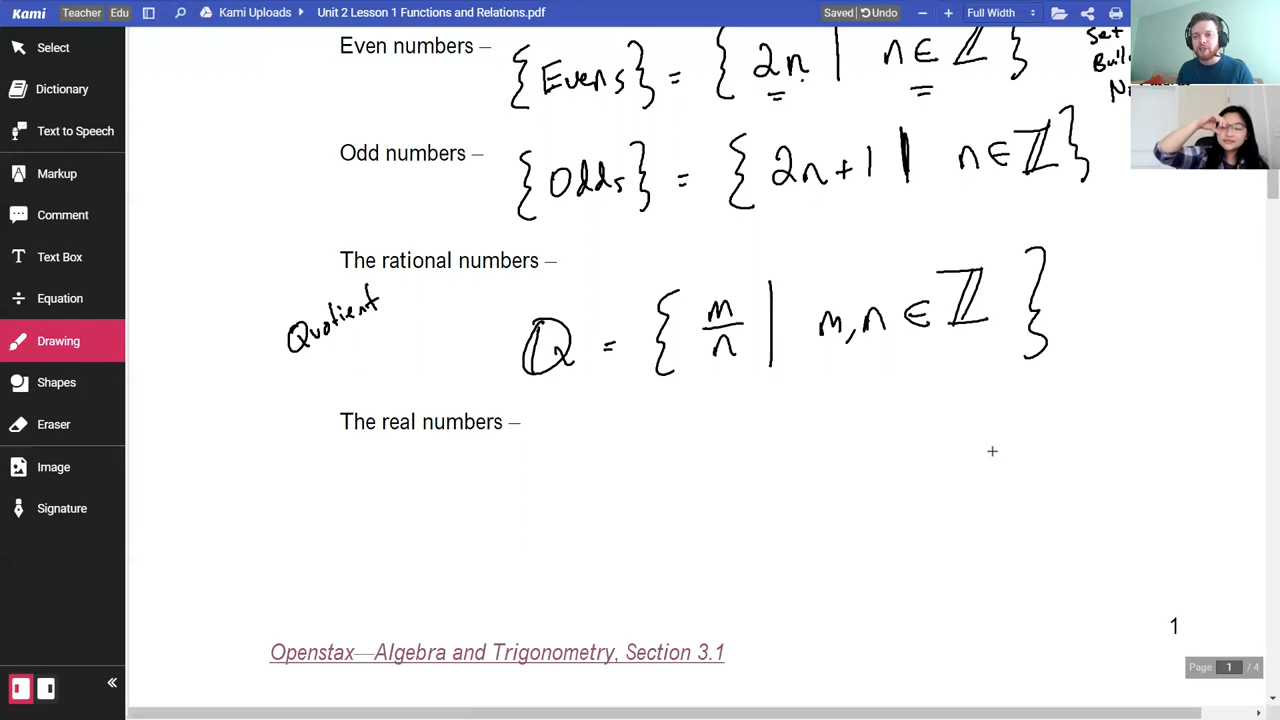 Kami Teacher Edu Kami Uploads Unit 2 Lesson 1 Functions and Relations.pdf Saved Undo Full Width
Select
Dictionary
Text to Speech
Markup
Comment
Text Box
Equation
Drawing
Shapes
Eraser
Image
Signature
Even numbers – {Evens} = {2n | n ∈ ℤ}
Set
Odd numbers – {Odds} = {2n+1 | n ∈ ℤ}
The rational numbers –
Quotient ℚ = {m/n | m, n ∈ ℤ}
The real numbers –
1
Openstax—Algebra and Trigonometry, Section 3.1
Page 1 / 4